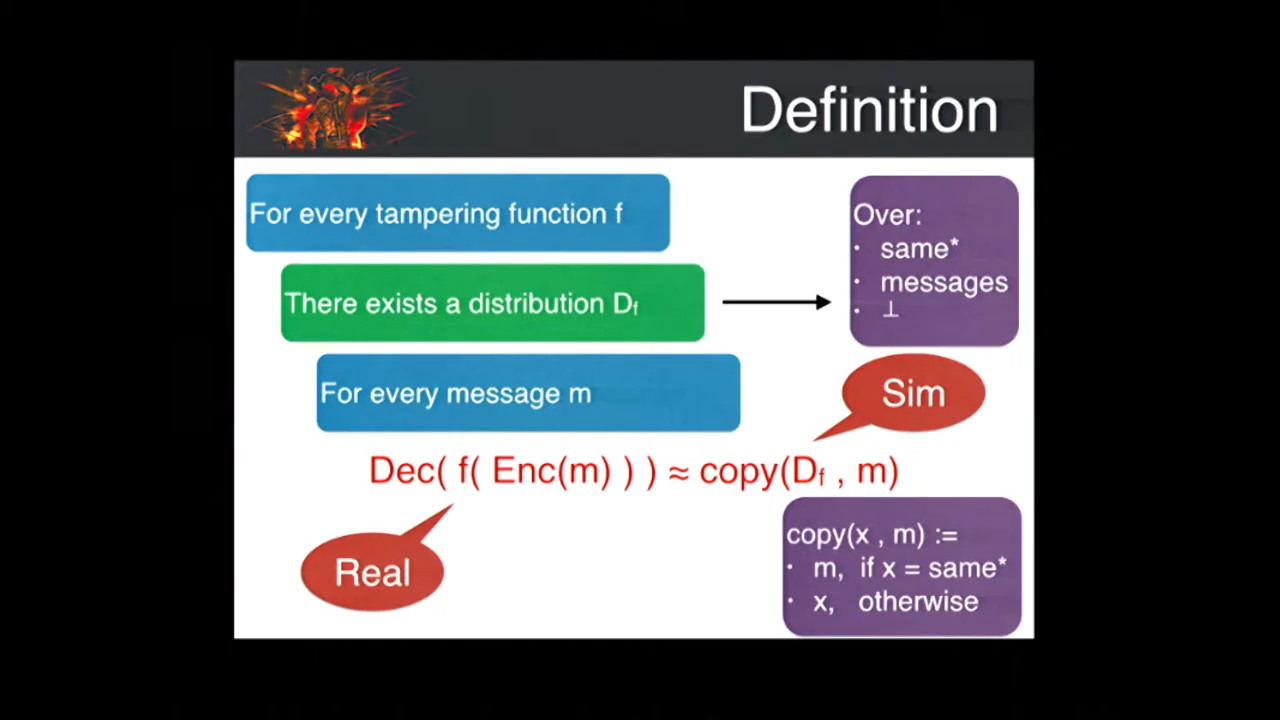 Definition
For every tampering function f
There exists a distribution Df
For every message m
Over:
• same*
• messages
• ⊥
Sim
Dec( f( Enc(m) ) ) ≈ copy(Df , m)
Real
copy(x , m) :=
• m, if x = same*
• x, otherwise